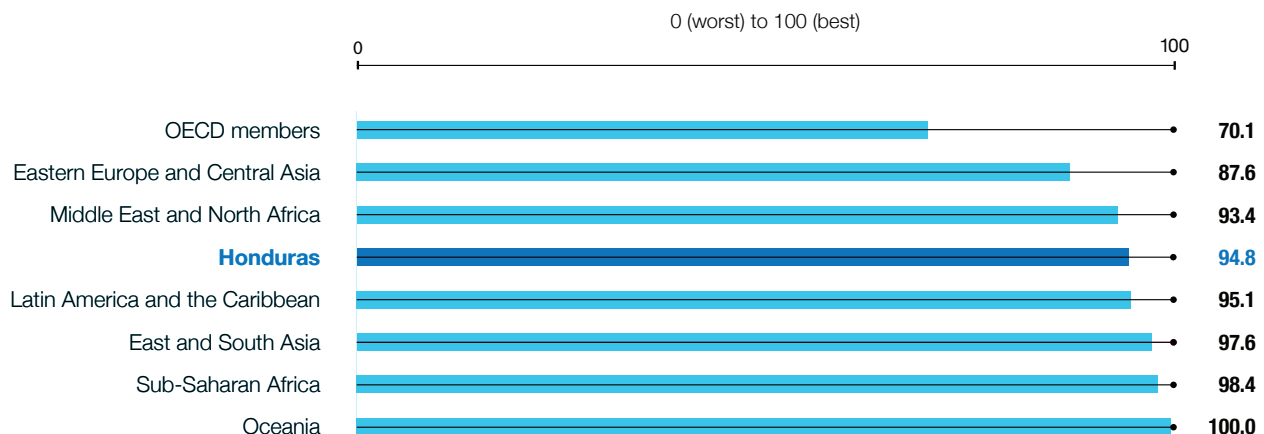 0 (worst) to 100 (best)
0 100
OECD members 70.1
Eastern Europe and Central Asia 87.6
Middle East and North Africa 93.4
Honduras 94.8
Latin America and the Caribbean 95.1
East and South Asia 97.6
Sub-Saharan Africa 98.4
Oceania 100.0